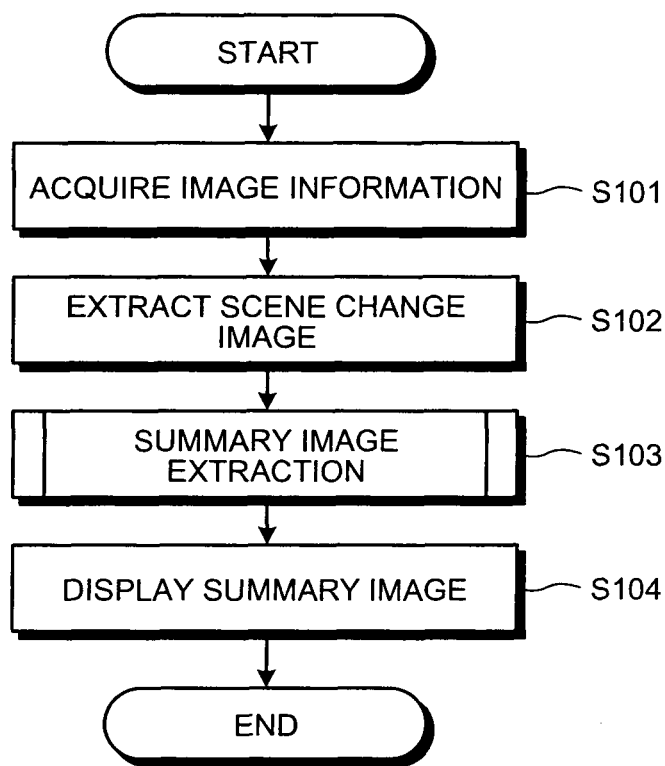 START
ACQUIRE IMAGE INFORMATION
S101
EXTRACT SCENE CHANGE
IMAGE
S102
SUMMARY IMAGE
EXTRACTION
S103
DISPLAY SUMMARY IMAGE
S104
END